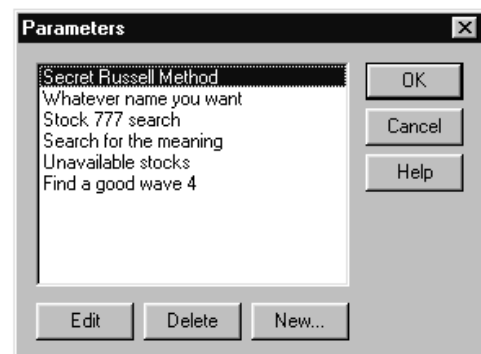 Parameters
Secret Russell Method
Whatever name you want
Stock 777 search
Search for the meaning
Unavailable stocks
Find a good wave 4
OK
Cancel
Help
Edit
Delete
New...